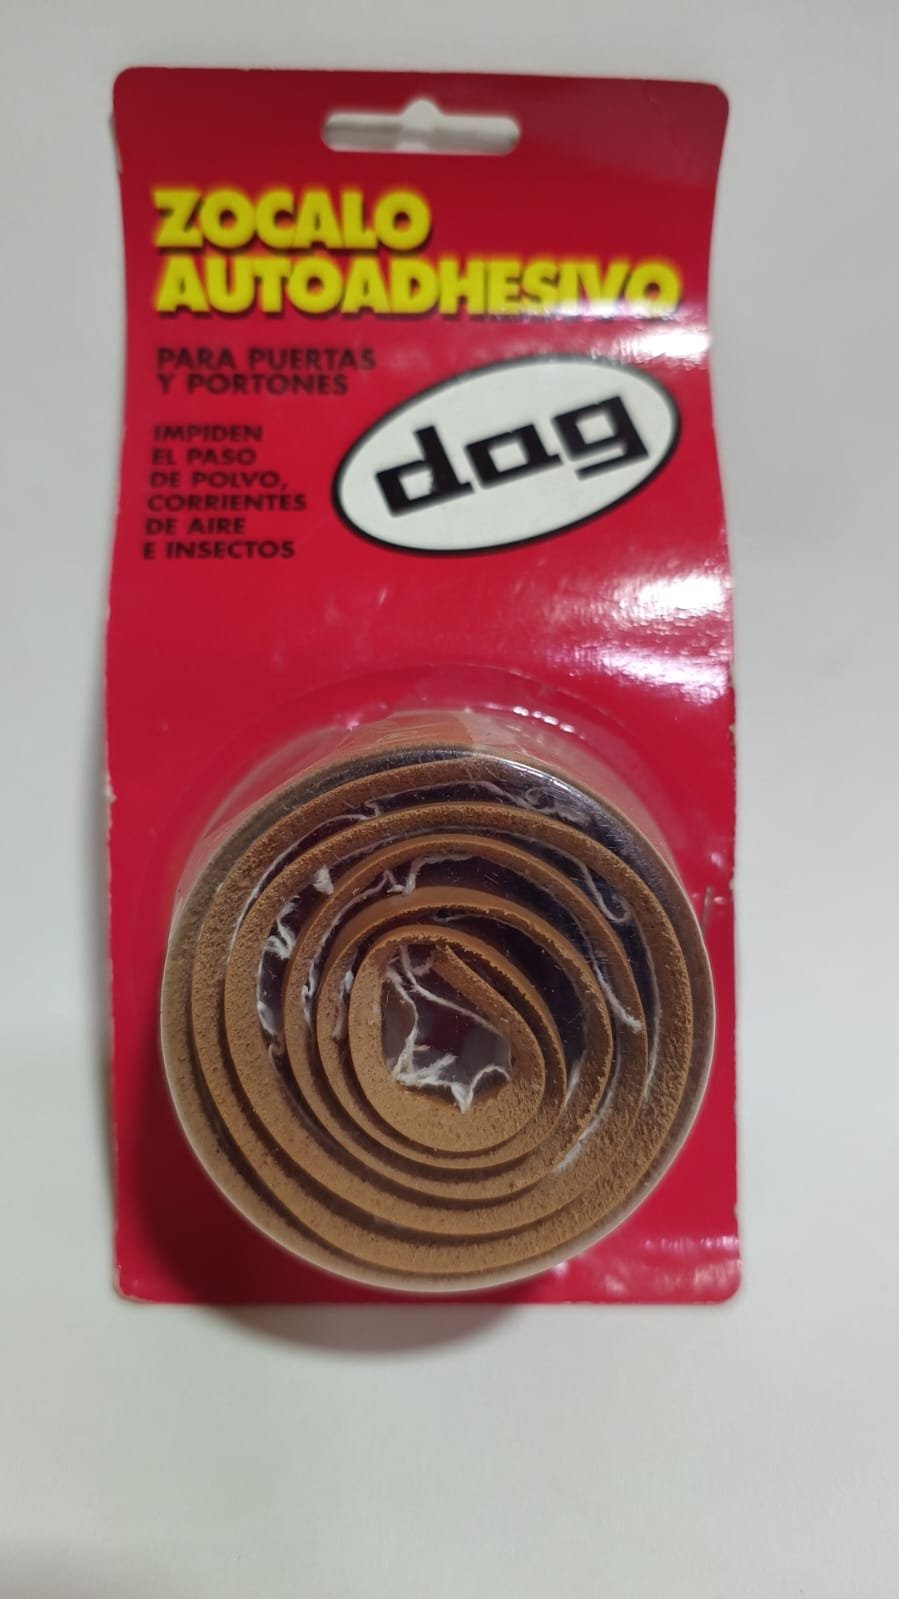 ZOCALO
AUTOADHESIVO
PARA PUERTAS
Y PORTONES
dag
IMPIDEN
EL PASO
DE POLVO,
CORRIENTES
DE AIRE
E INSECTOS